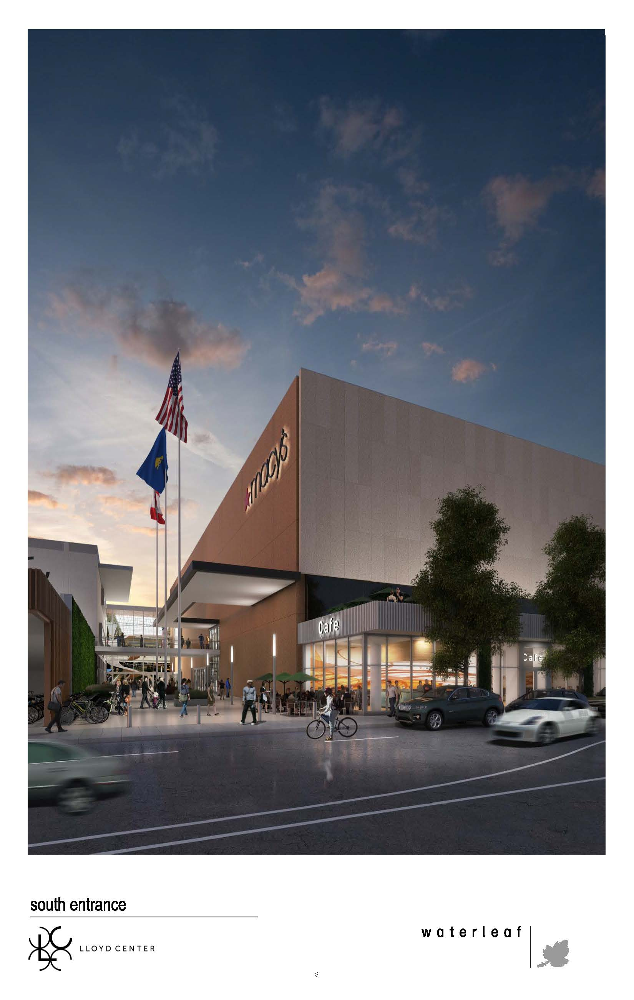 macy's
Cafe
Cafe
south entrance
LLOYD CENTER
waterleaf
9